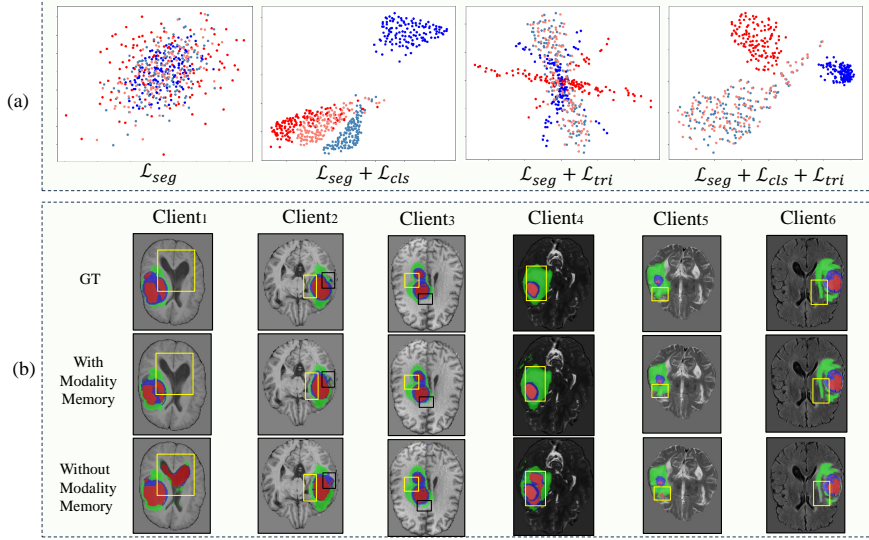 (a)
ℒseg
ℒseg + ℒcls
ℒseg + ℒtri
ℒseg + ℒcls + ℒtri
Client1 Client2 Client3 Client4 Client5 Client6
GT
(b)
With
Modality
Memory
Without
Modality
Memory